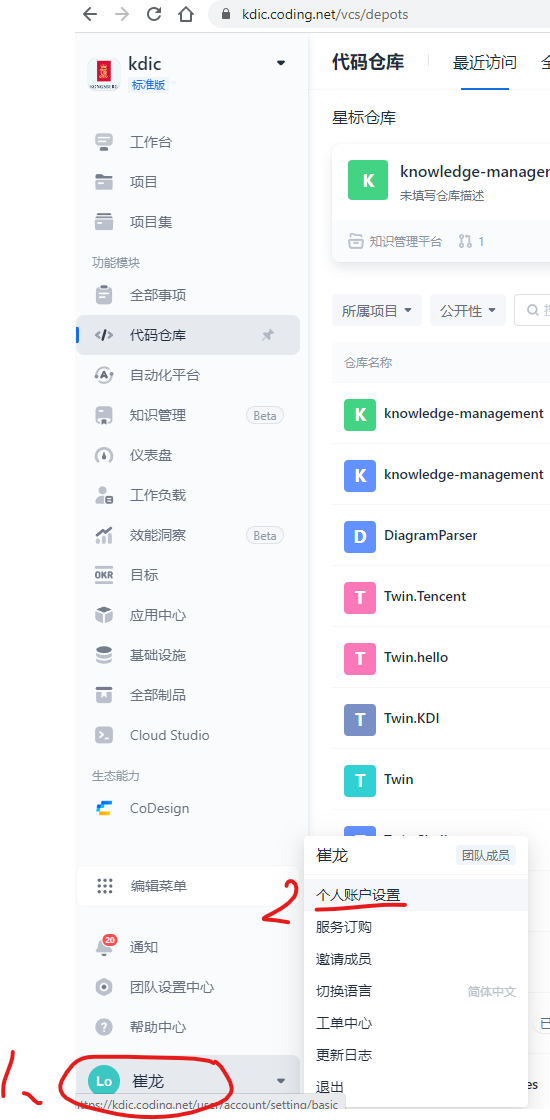 kdic.coding.net/vcs/depots
kdic
标准版
KONGSBERG
工作台
项目
项目集
功能模块
全部事项
代码仓库
自动化平台
知识管理 Beta
仪表盘
工作负载
效能洞察 Beta
OKR 目标
应用中心
基础设施
全部制品
Cloud Studio
生态能力
CoDesign
编辑菜单
20
通知
团队设置中心
帮助中心
1、
Lo 崔龙
https://kdic.coding.net/user/account/setting/basic
代码仓库 最近访问
星标仓库
K knowledge-manager
未填写仓库描述
知识管理平台 1
所属项目 公开性
仓库名称
K knowledge-management
K knowledge-management
D DiagramParser
T Twin.Tencent
T Twin.hello
T Twin.KDI
T Twin
崔龙 团队成员
2
个人账户设置
服务订购
邀请成员
切换语言 简体中文
工单中心
更新日志
退出
es